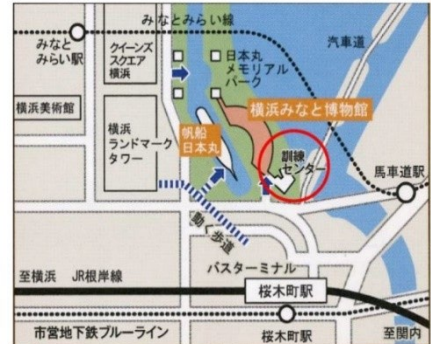 みなとみらい線
みなと
みらい駅
クイーンズ
スクエア
横浜
日本丸
メモリアル
パーク
汽車道
横浜美術館
横浜みなと博物館
横浜
ランドマーク
タワー
帆船
日本丸
訓練
センター
馬車道駅
動く歩道
バスターミナル
至横浜 JR根岸線
桜木町駅
市営地下鉄ブルーライン
桜木町駅
至関内